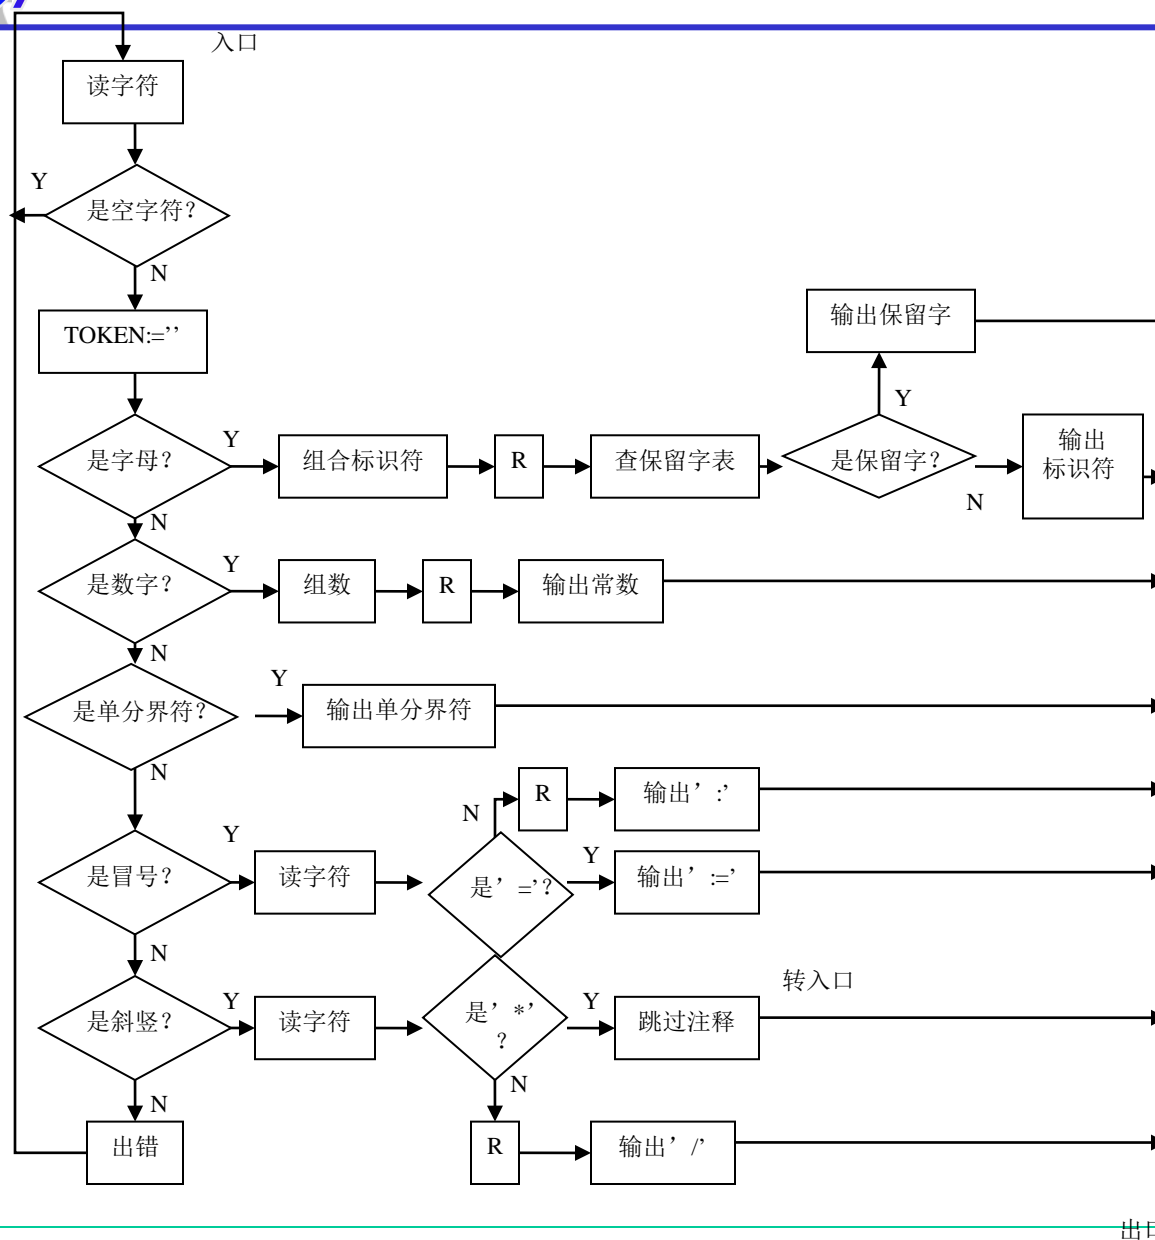 入口
读字符
Y
是空字符?
N
TOKEN:=’’
输出保留字
Y
是字母?
Y
组合标识符
R
查保留字表
是保留字?
N
输出
标识符
N
是数字?
Y
组数
R
输出常数
N
是单分界符?
Y
输出单分界符
N
N
R
输出’:’
是冒号?
Y
读字符
是’=’?
Y
输出’:=’
N
转入口
是斜竖?
Y
读字符
是’*’
?
Y
跳过注释
N
N
出错
R
输出’/’
出口